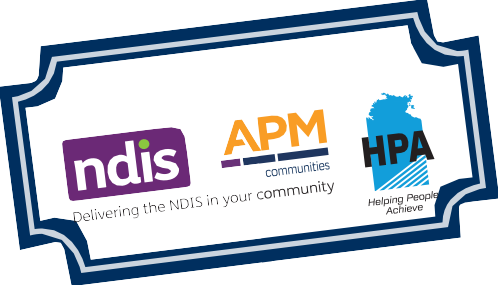 ndis
APM
communities
Delivering the NDIS in your community
HPA
Helping People
Achieve